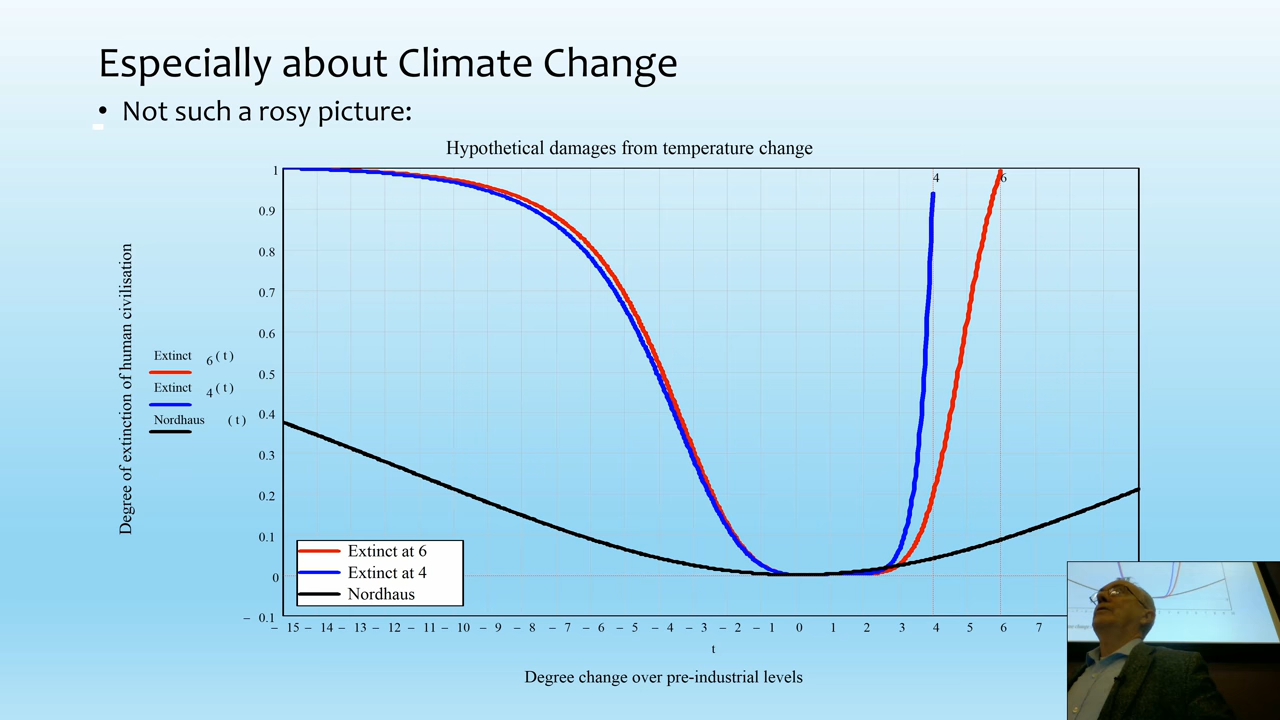 Especially about Climate Change
• Not such a rosy picture:
Hypothetical damages from temperature change
4
6
1
0.9
0.8
0.7
0.6
0.5
0.4
0.3
0.2
0.1
0
– 0.1
Degree of extinction of human civilisation
Extinct 6 ( t )
Extinct 4 ( t )
Nordhaus ( t )
Extinct at 6
Extinct at 4
Nordhaus
– 15 – 14 – 13 – 12 – 11 – 10 – 9 – 8 – 7 – 6 – 5 – 4 – 3 – 2 – 1 0 1 2 3 4 5 6 7
t
Degree change over pre-industrial levels